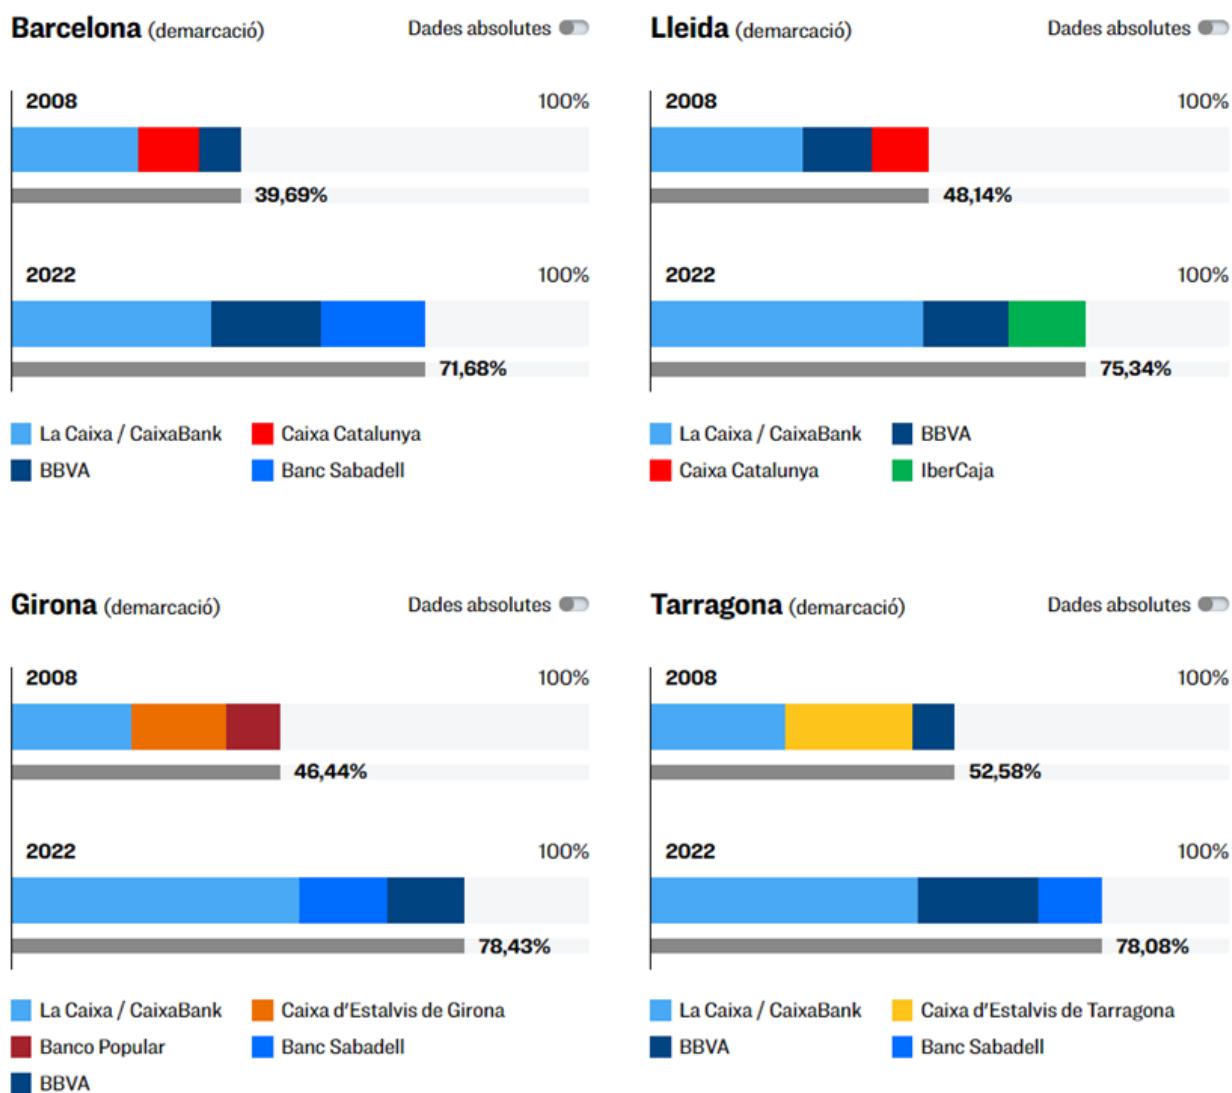 Barcelona (demarcació)
Dades absolutes
2008
100%
39,69%
2022
100%
71,68%
La Caixa / CaixaBank
Caixa Catalunya
BBVA
Banc Sabadell
Lleida (demarcació)
Dades absolutes
2008
100%
48,14%
2022
100%
75,34%
La Caixa / CaixaBank
BBVA
Caixa Catalunya
IberCaja
Girona (demarcació)
Dades absolutes
2008
100%
46,44%
2022
100%
78,43%
La Caixa / CaixaBank
Caixa d'Estalvis de Girona
Banco Popular
Banc Sabadell
BBVA
Tarragona (demarcació)
Dades absolutes
2008
100%
52,58%
2022
100%
78,08%
La Caixa / CaixaBank
Caixa d'Estalvis de Tarragona
BBVA
Banc Sabadell